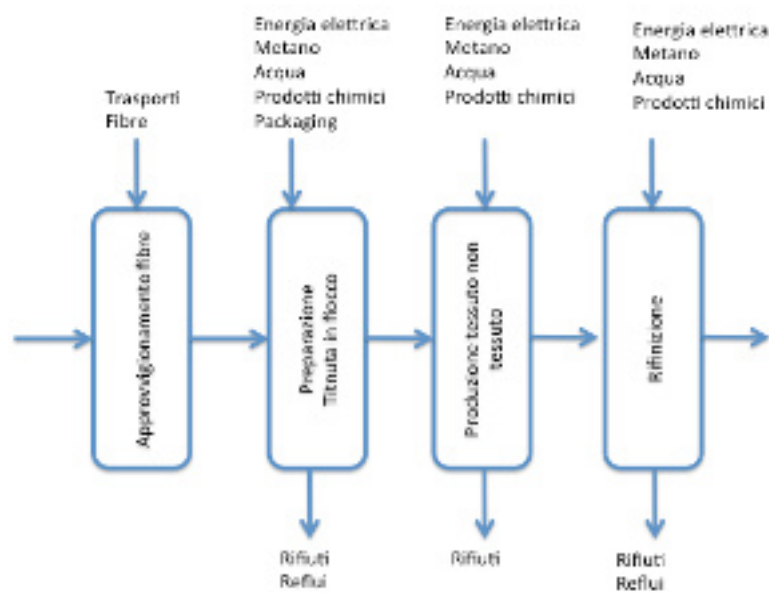 Trasporti
Fibre
Energia elettrica
Metano
Acqua
Prodotti chimici
Packaging
Energia elettrica
Metano
Acqua
Prodotti chimici
Energia elettrica
Metano
Acqua
Prodotti chimici
Approvvigionamento fibre
Preparazione
Titnuta in fiocco
Produzione tessuto non
tessuto
Rifinizione
Rifiuti
Reflui
Rifiuti
Rifiuti
Reflui